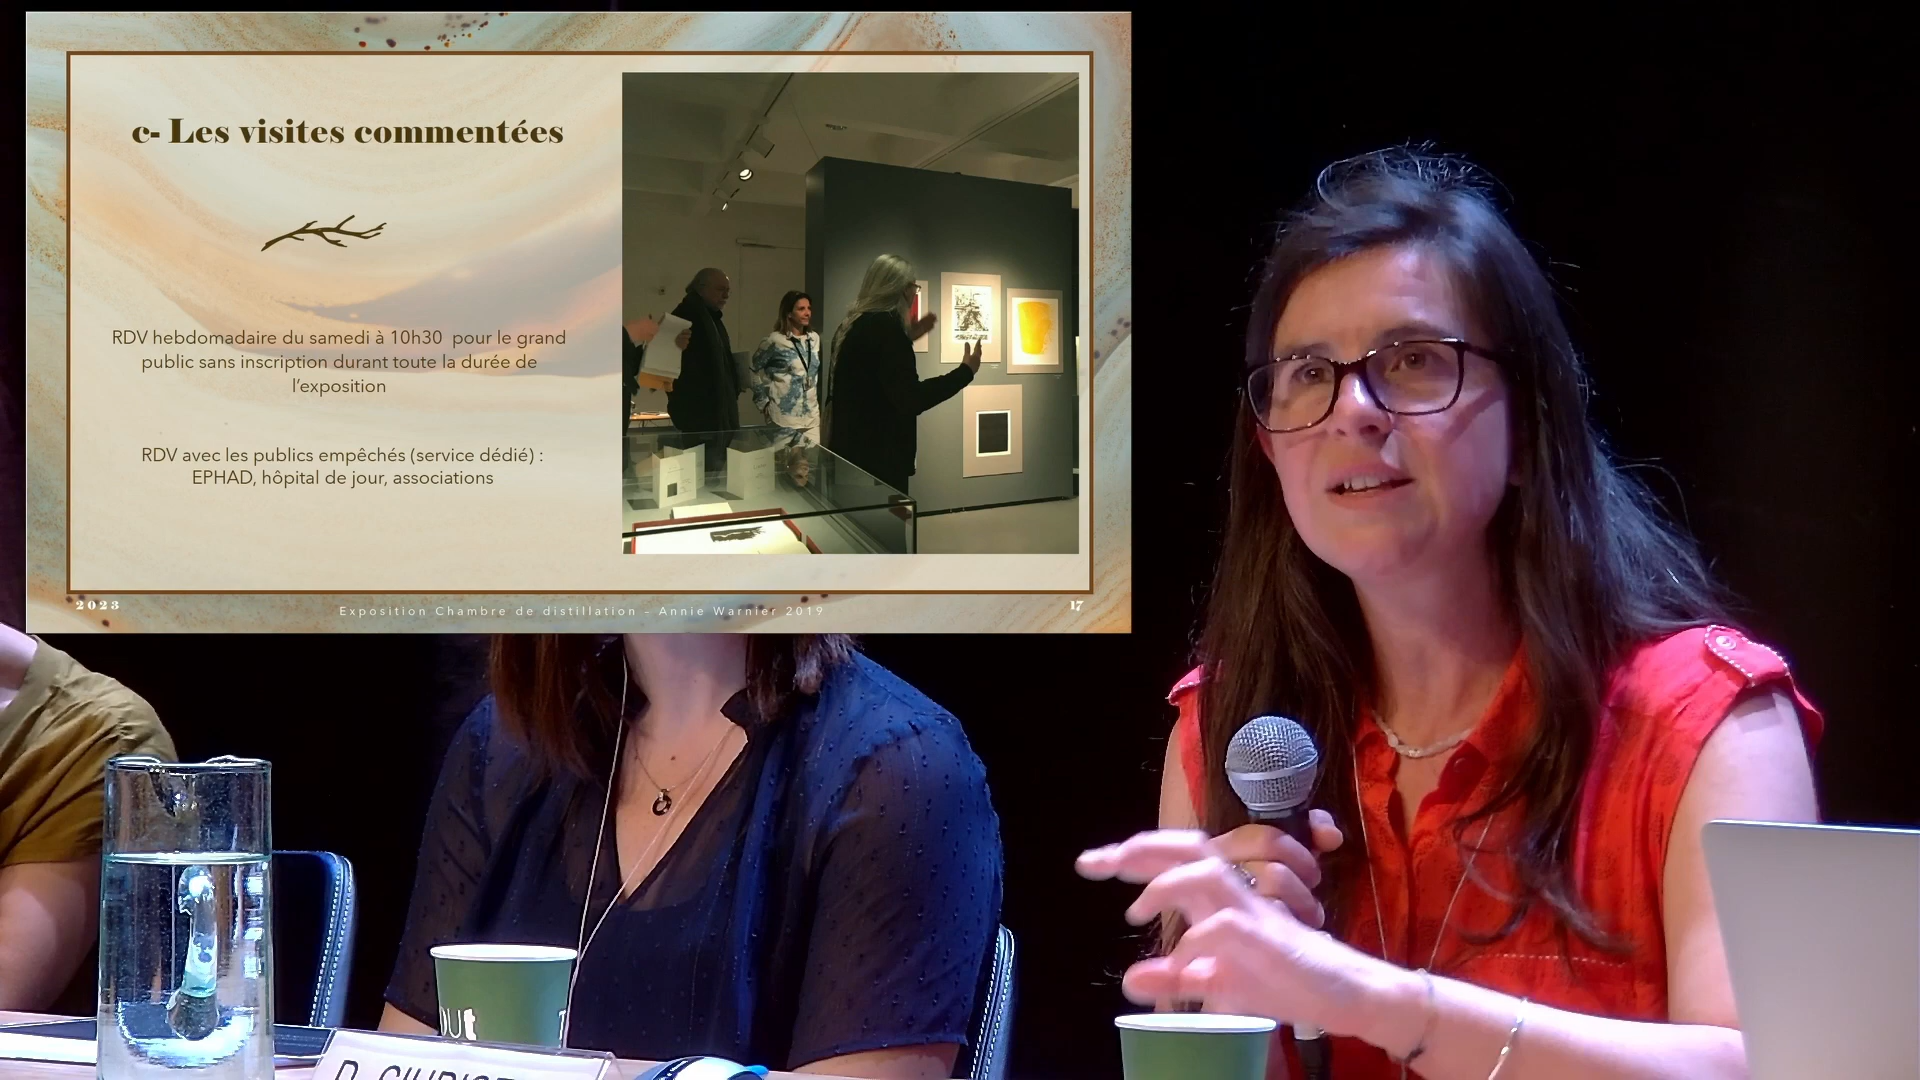 c- Les visites commentées
RDV hebdomadaire du samedi à 10h30 pour le grand
public sans inscription durant toute la durée de
l'exposition
RDV avec les publics empêchés (service dédié) :
EPHAD, hôpital de jour, associations
2023
Exposition Chambre de distillation – Annie Warnier 2019
17